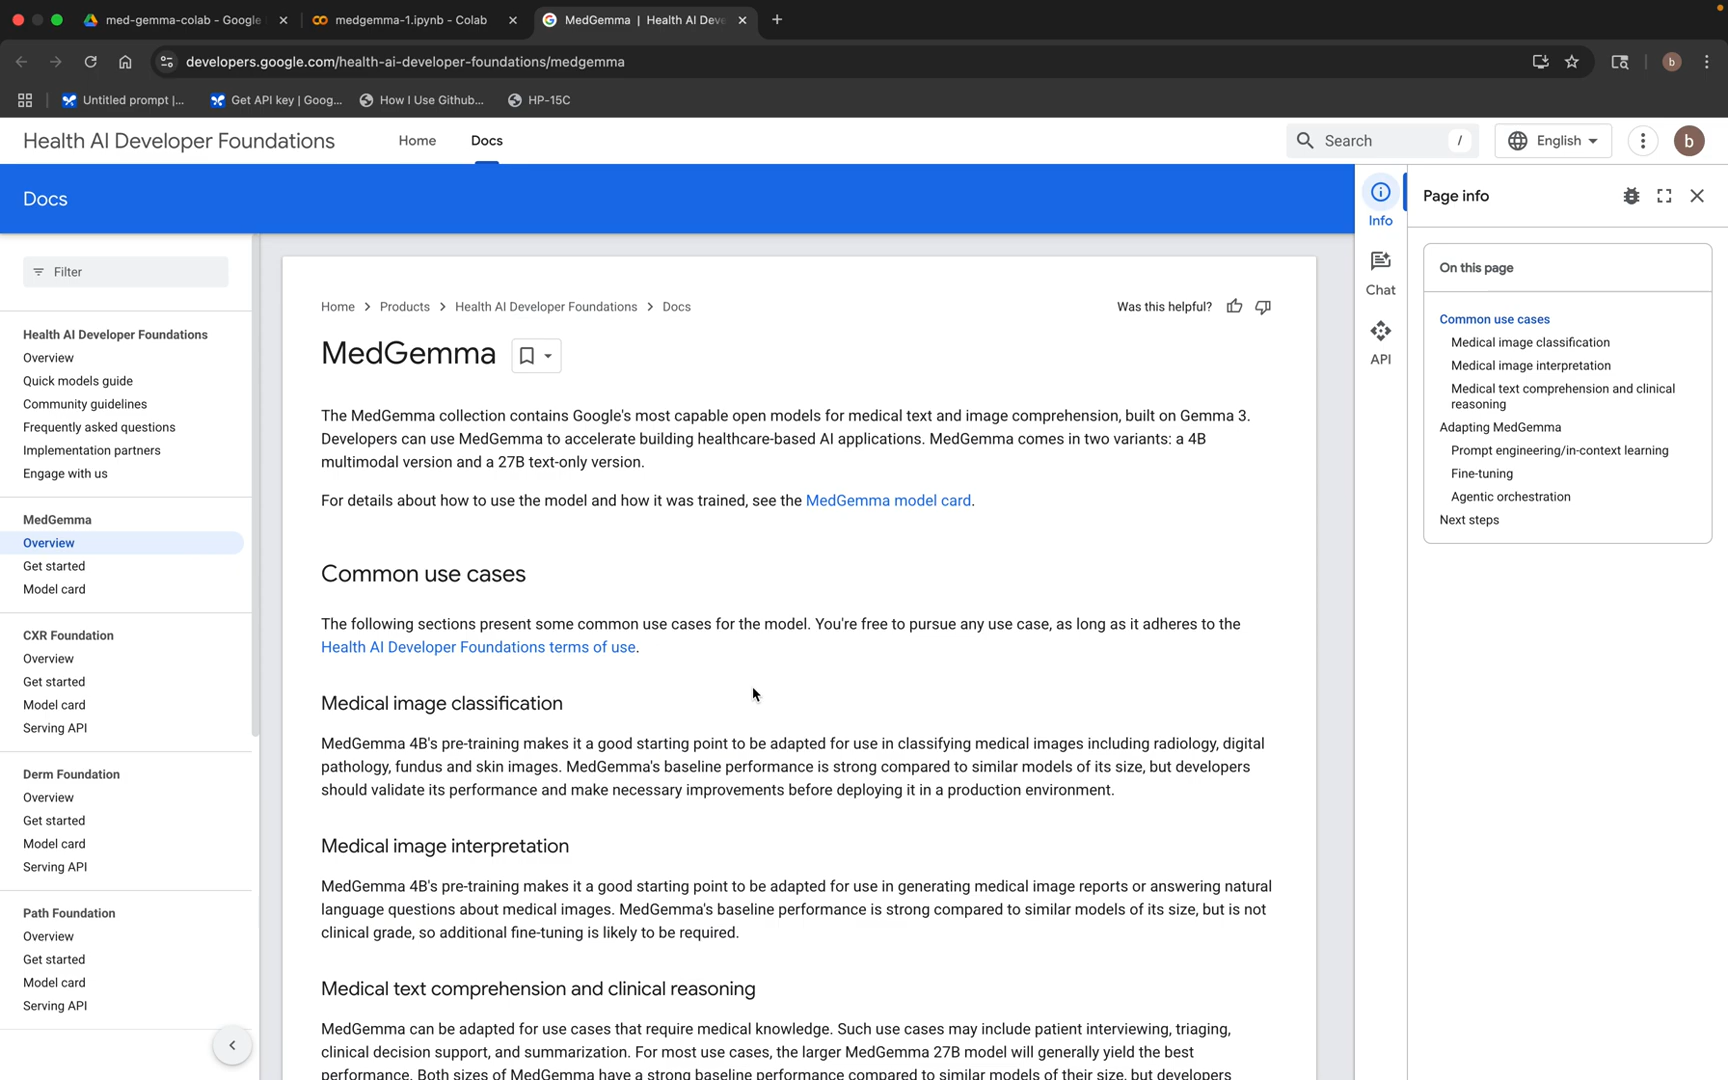 med-gemma-colab - Google
medgemma-1.ipynb - Colab
MedGemma | Health AI Deve
developers.google.com/health-ai-developer-foundations/medgemma
b
Untitled prompt |...
Get API key | Goog...
How I Use Github...
HP-15C
Health AI Developer Foundations
Home
Docs
Search
/
English
b
Docs
Filter
Health AI Developer Foundations
Overview
Quick models guide
Community guidelines
Frequently asked questions
Implementation partners
Engage with us
MedGemma
Overview
Get started
Model card
CXR Foundation
Overview
Get started
Model card
Serving API
Derm Foundation
Overview
Get started
Model card
Serving API
Path Foundation
Overview
Get started
Model card
Serving API
Home > Products > Health AI Developer Foundations > Docs
Was this helpful?
MedGemma
The MedGemma collection contains Google's most capable open models for medical text and image comprehension, built on Gemma 3.
Developers can use MedGemma to accelerate building healthcare-based AI applications. MedGemma comes in two variants: a 4B
multimodal version and a 27B text-only version.
For details about how to use the model and how it was trained, see the MedGemma model card.
Common use cases
The following sections present some common use cases for the model. You're free to pursue any use case, as long as it adheres to the
Health AI Developer Foundations terms of use.
Medical image classification
MedGemma 4B's pre-training makes it a good starting point to be adapted for use in classifying medical images including radiology, digital
pathology, fundus and skin images. MedGemma's baseline performance is strong compared to similar models of its size, but developers
should validate its performance and make necessary improvements before deploying it in a production environment.
Medical image interpretation
MedGemma 4B's pre-training makes it a good starting point to be adapted for use in generating medical image reports or answering natural
language questions about medical images. MedGemma's baseline performance is strong compared to similar models of its size, but is not
clinical grade, so additional fine-tuning is likely to be required.
Medical text comprehension and clinical reasoning
MedGemma can be adapted for use cases that require medical knowledge. Such use cases may include patient interviewing, triaging,
clinical decision support, and summarization. For most use cases, the larger MedGemma 27B model will generally yield the best
performance. Both sizes of MedGemma have a strong baseline performance compared to similar models of their size, but developers
Info
Chat
API
Page info
On this page
Common use cases
Medical image classification
Medical image interpretation
Medical text comprehension and clinical
reasoning
Adapting MedGemma
Prompt engineering/in-context learning
Fine-tuning
Agentic orchestration
Next steps